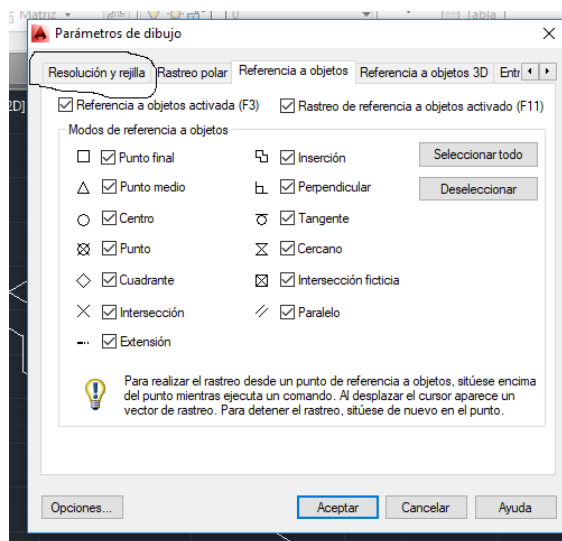 Matriz
Tabla
Parámetros de dibujo
Resolución y rejilla Rastreo polar Referencia a objetos Referencia a objetos 3D Entr
2D]
Referencia a objetos activada (F3) Rastreo de referencia a objetos activado (F11)
Modos de referencia a objetos
Punto final Inserción Seleccionar todo
Punto medio Perpendicular Deseleccionar
Centro Tangente
Punto Cercano
Cuadrante Intersección ficticia
Intersección Paralelo
Extensión
Para realizar el rastreo desde un punto de referencia a objetos, sitúese encima
del punto mientras ejecuta un comando. Al desplazar el cursor aparece un
vector de rastreo. Para detener el rastreo, sitúese de nuevo en el punto.
Opciones... Aceptar Cancelar Ayuda